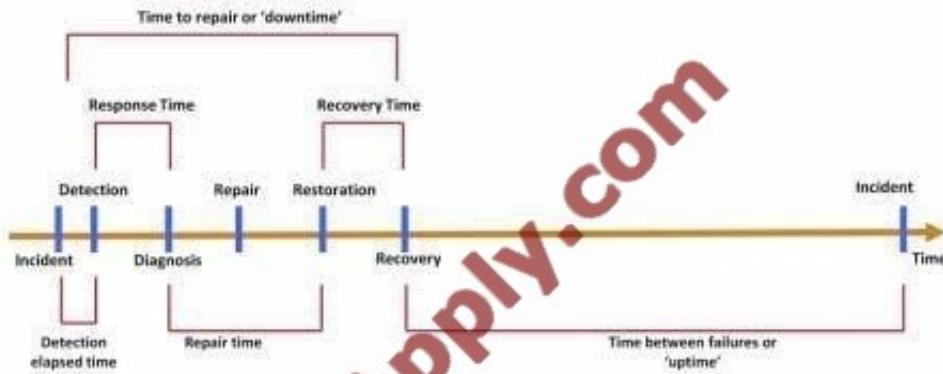 Time to repair or 'downtime'
Response Time
Recovery Time
Detection
Repair
Restoration
Incident
Incident
Diagnosis
Recovery
Time
Detection
elapsed time
Repair time
Time between failures or
'uptime'
pply.com